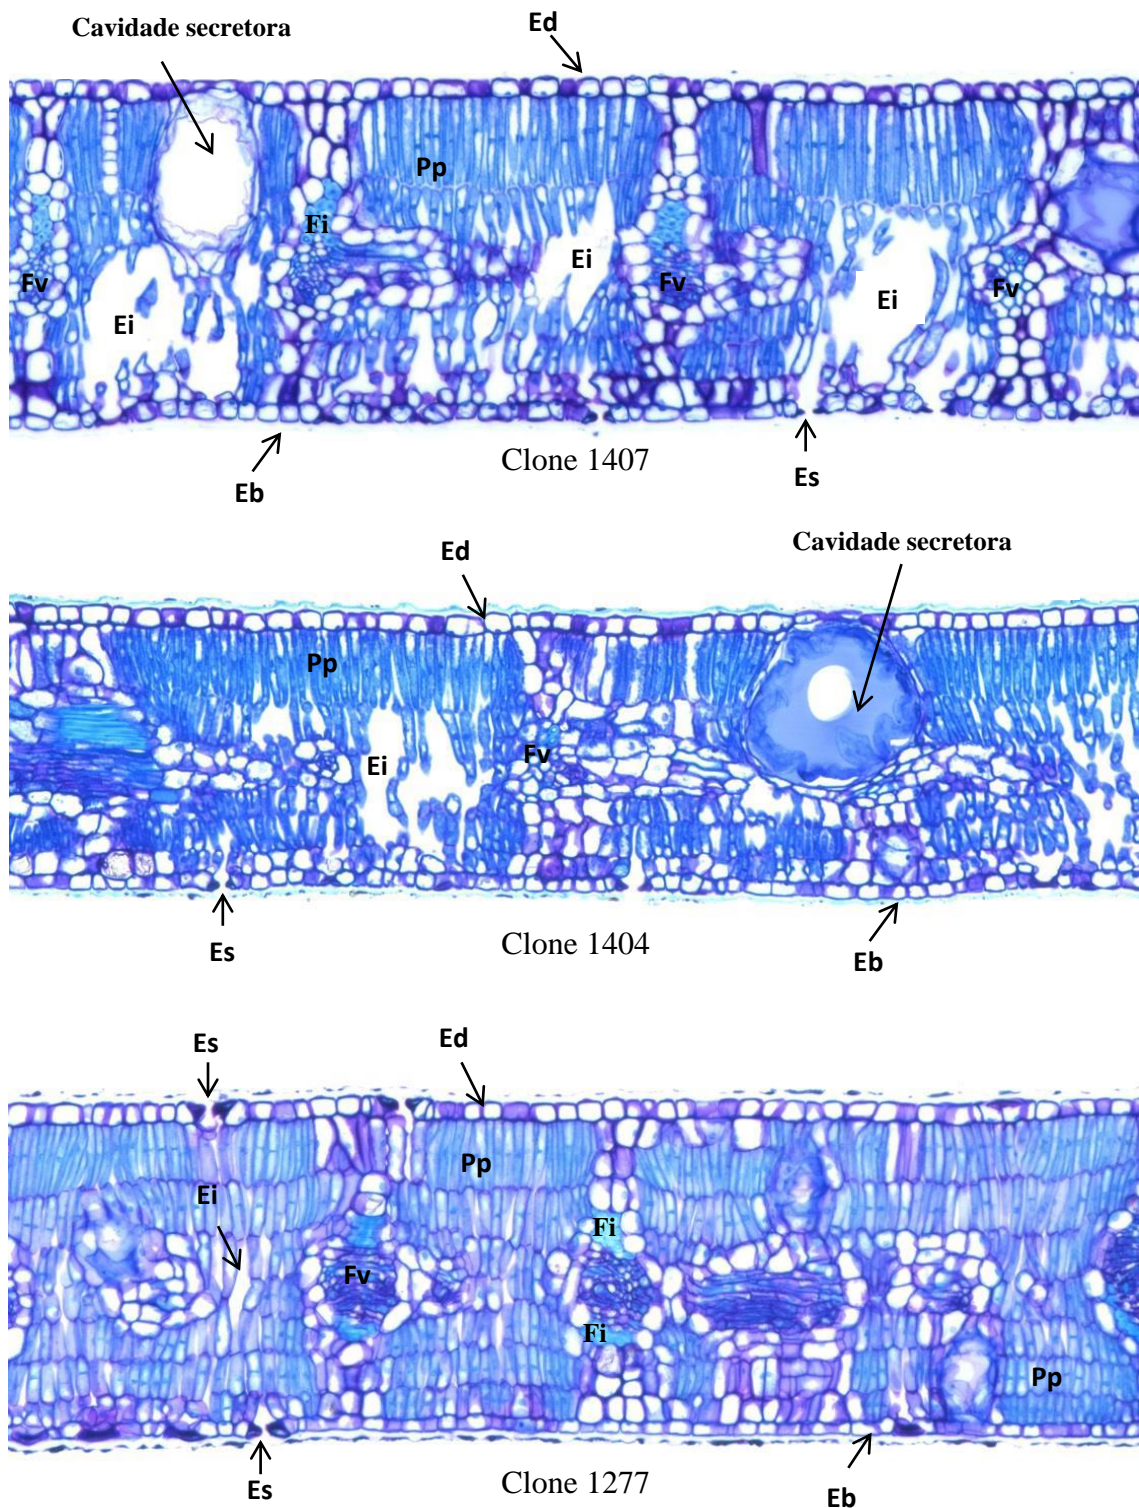 Cavidade secretora
Ed
Pp
Fi
Ei
Fv
Fv
Ei
Ei
Fv
Clone 1407
Eb
Es
Ed
Cavidade secretora
Pp
Fv
Ei
Es
Clone 1404
Eb
Es
Ed
Pp
Ei
Fi
Fv
Fi
Pp
Es
Clone 1277
Eb